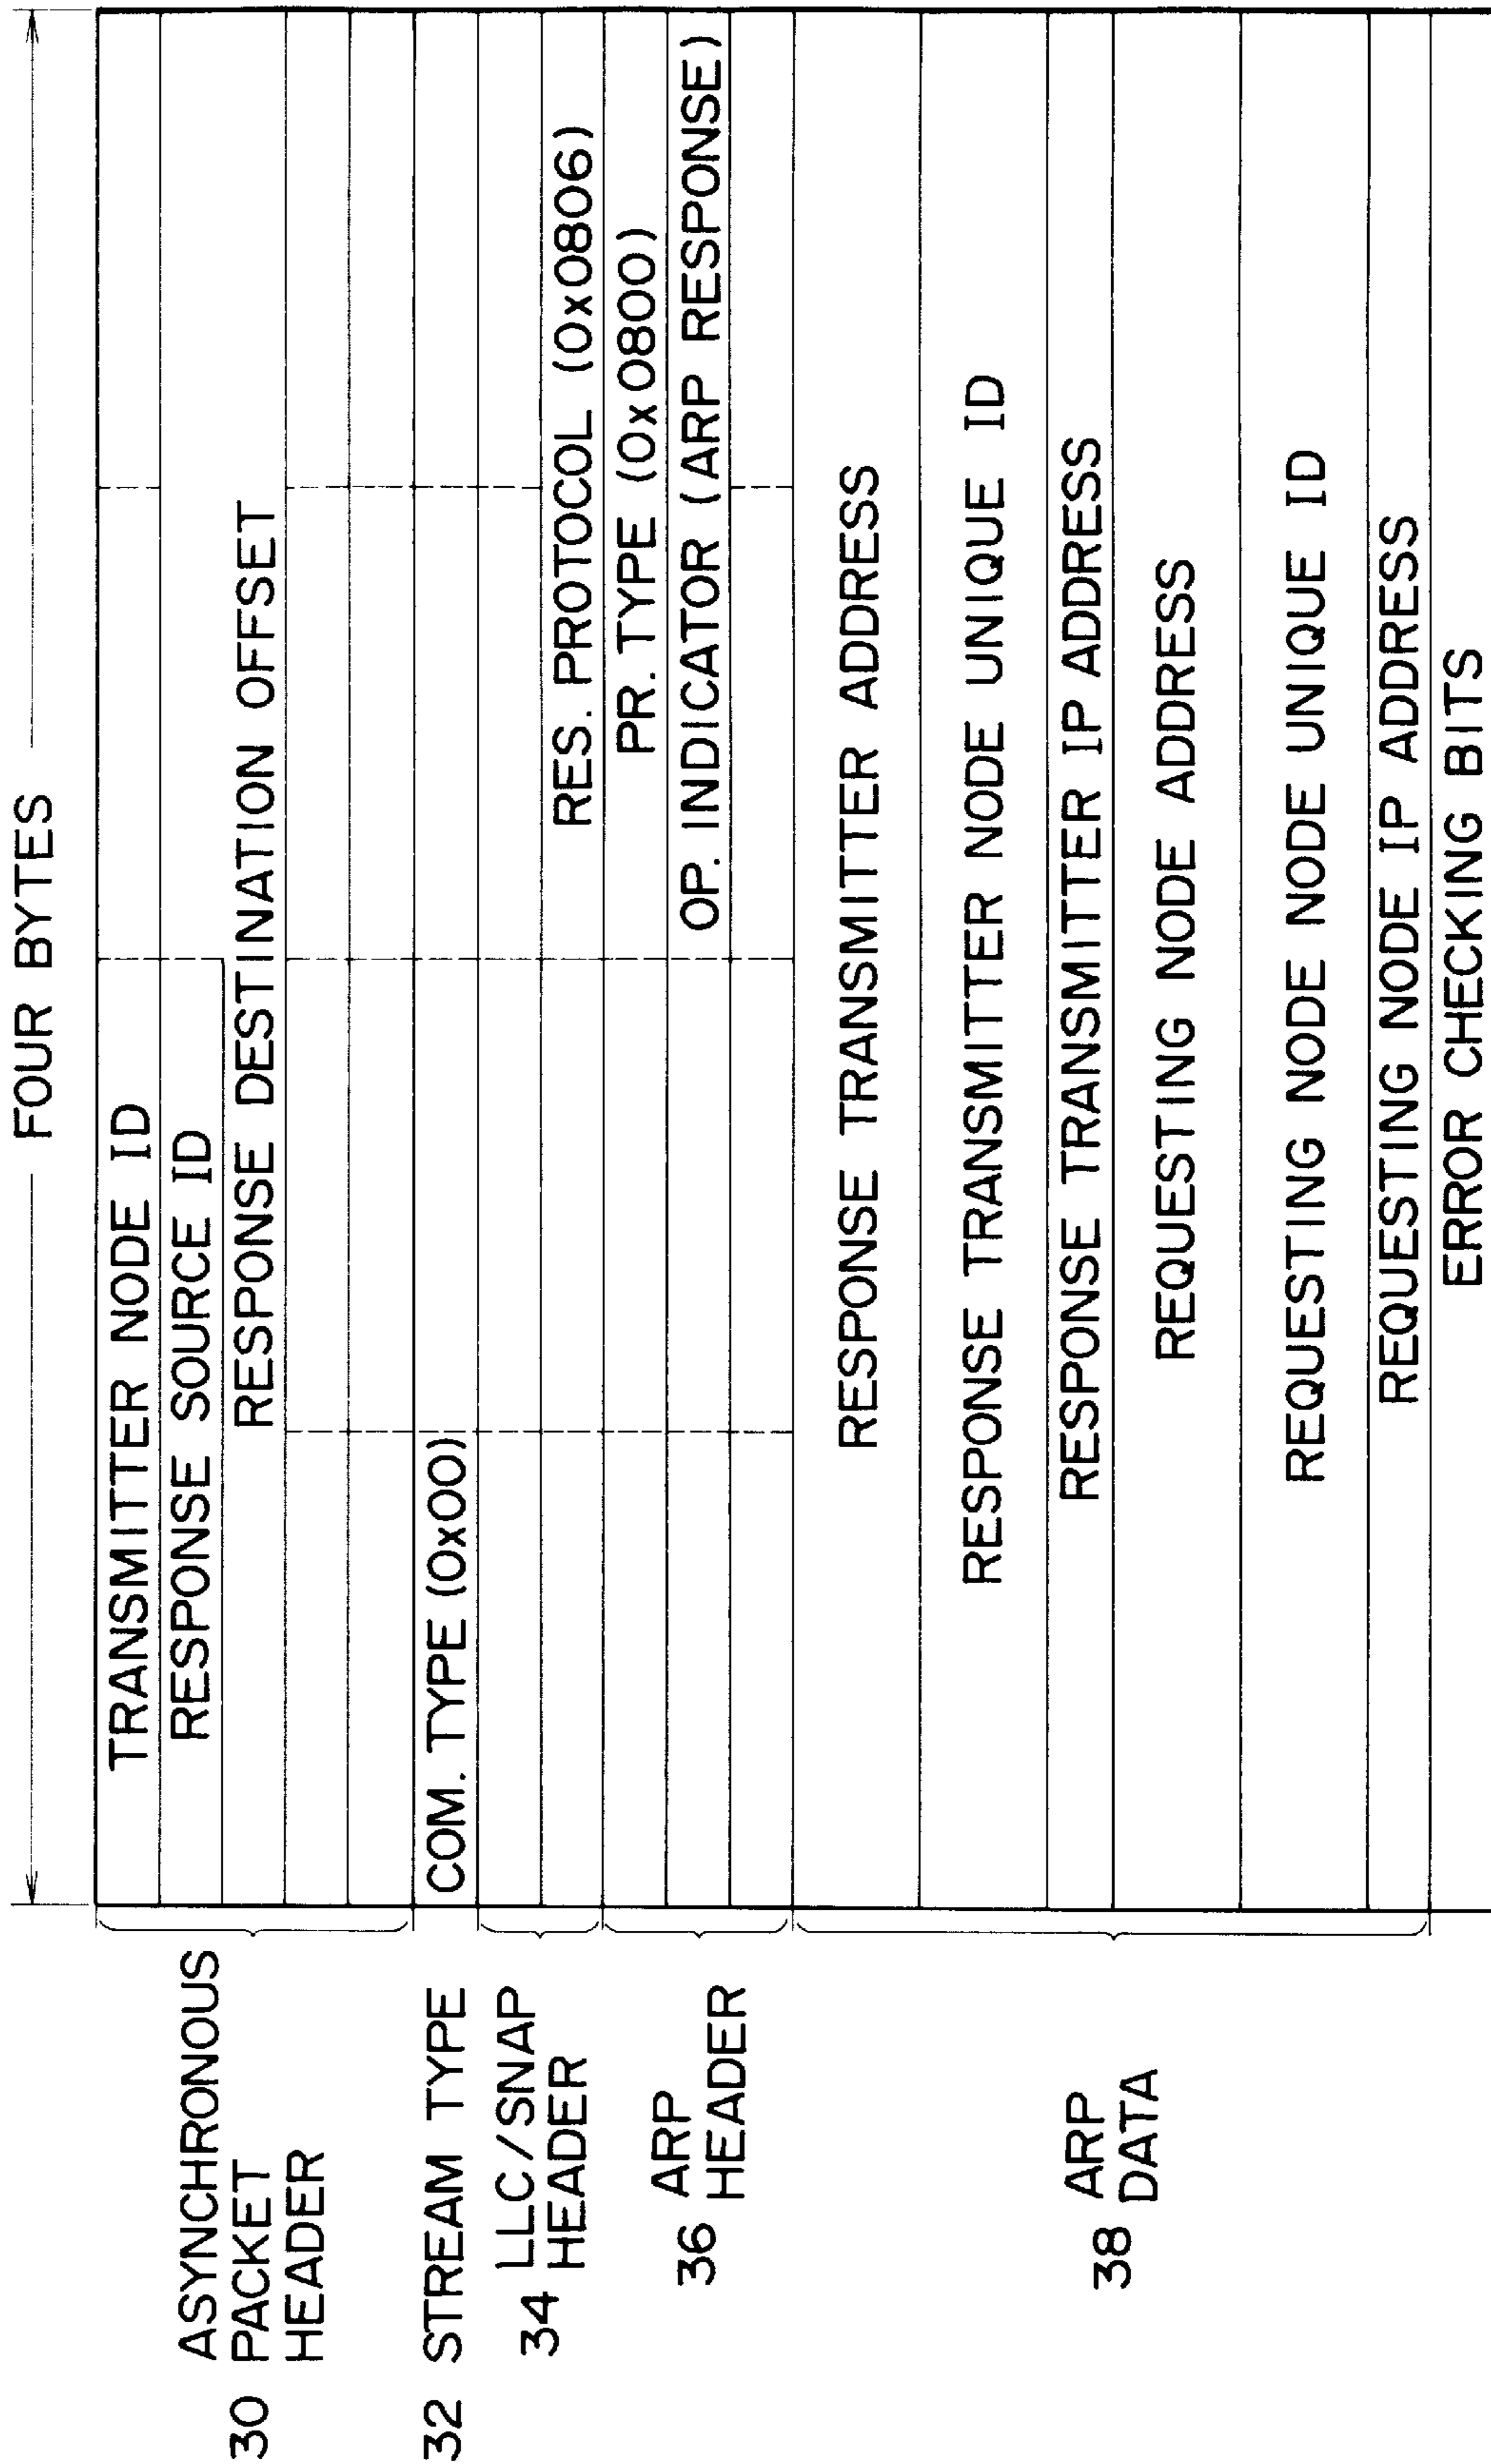 FOUR BYTES
ASYNCHRONOUS
30 PACKET
HEADER
TRANSMITTER NODE ID
RESPONSE SOURCE ID
RESPONSE DESTINATION OFFSET
32 STREAM TYPE
COM. TYPE (0x00)
34 LLC/SNAP
HEADER
RES. PROTOCOL (0x0806)
36 ARP
HEADER
PR. TYPE (0x0800)
OP. INDICATOR (ARP RESPONSE)
38 ARP
DATA
RESPONSE TRANSMITTER ADDRESS
RESPONSE TRANSMITTER NODE UNIQUE ID
RESPONSE TRANSMITTER IP ADDRESS
REQUESTING NODE ADDRESS
REQUESTING NODE NODE UNIQUE ID
REQUESTING NODE IP ADDRESS
ERROR CHECKING BITS